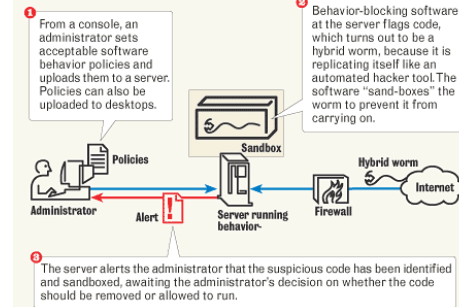 1
From a console, an
administrator sets
acceptable software
behavior policies and
uploads them to a server.
Policies can also be
uploaded to desktops.
2
Behavior-blocking software
at the server flags code,
which turns out to be a
hybrid worm, because it is
replicating itself like an
automated hacker tool. The
software “sand-boxes” the
worm to prevent it from
carrying on.
Sandbox
Policies
Hybrid worm
Internet
Administrator
Alert
Server running
behavior-
Firewall
3
The server alerts the administrator that the suspicious code has been identified
and sandboxed, awaiting the administrator’s decision on whether the code
should be removed or allowed to run.